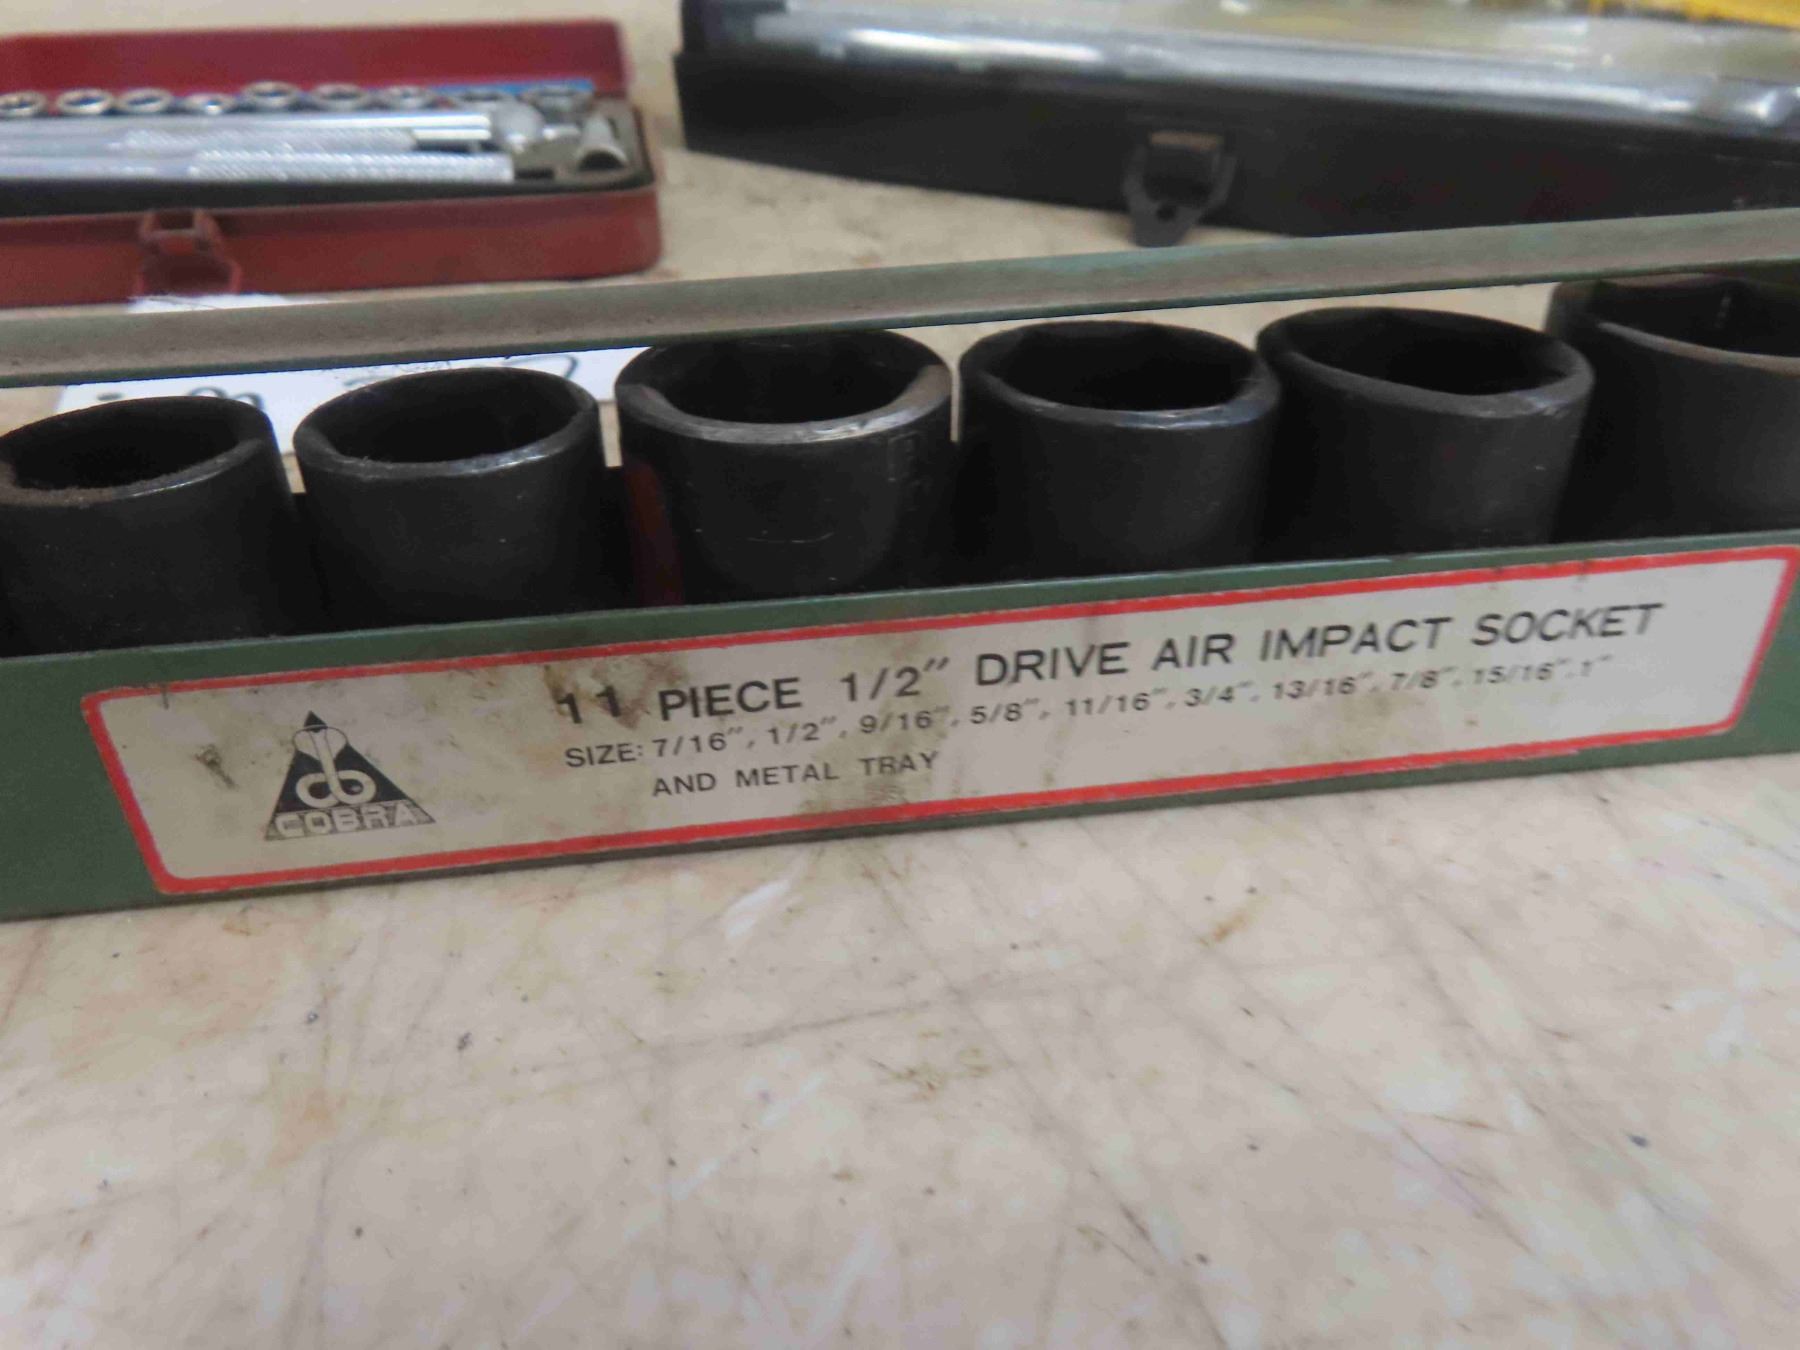 11 PIECE 1/2" DRIVE AIR IMPACT SOCKET
SIZE: 7/16", 1/2", 9/16", 5/8", 11/16", 3/4", 13/16", 7/8", 15/16", 1"
AND METAL TRAY
COBRA